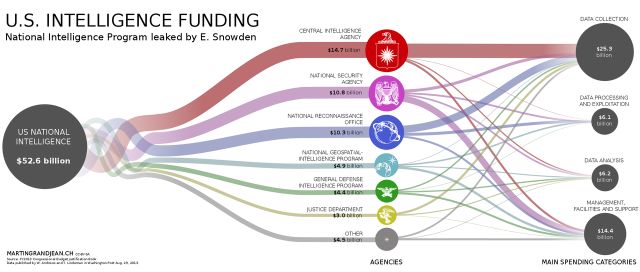 U.S. INTELLIGENCE FUNDING
National Intelligence Program leaked by E. Snowden
US NATIONAL
INTELLIGENCE
$52.6 billion
CENTRAL INTELLIGENCE
AGENCY
$14.7 billion
NATIONAL SECURITY
AGENCY
$10.8 billion
NATIONAL RECONNAISSANCE
OFFICE
$10.3 billion
NATIONAL GEOSPATIAL-
INTELLIGENCE PROGRAM
$4.9 billion
GENERAL DEFENSE
INTELLIGENCE PROGRAM
$4.4 billion
JUSTICE DEPARTMENT
$3.0 billion
OTHER
$4.5 billion
AGENCIES
DATA COLLECTION
$25.3
billion
DATA PROCESSING
AND EXPLOITATION
$6.1
billion
DATA ANALYSIS
$6.2
billion
MANAGEMENT,
FACILITIES AND SUPPORT
$14.4
billion
MAIN SPENDING CATEGORIES
MARTINGRANDJEAN.CH